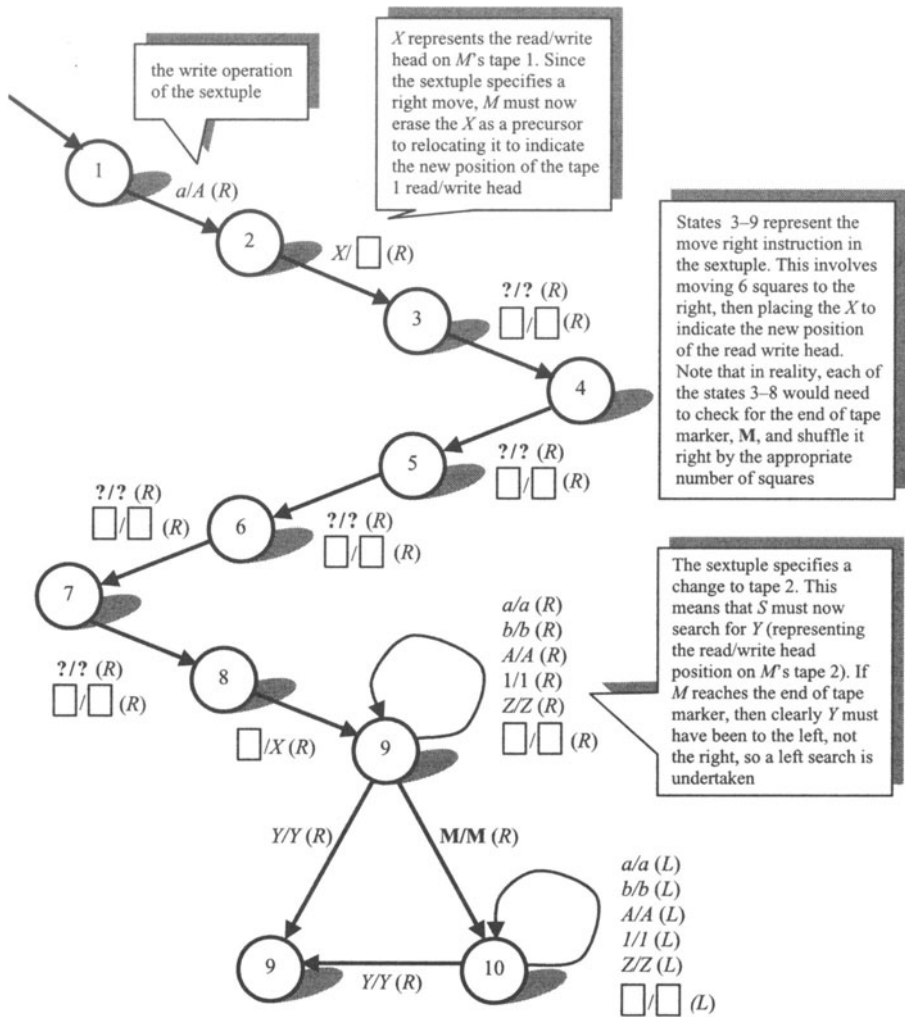 the write operation
of the sextuple
X represents the read/write
head on M's tape 1. Since
the sextuple specifies a
right move, M must now
erase the X as a precursor
to relocating it to indicate
the new position of the tape
1 read/write head
1
a/A (R)
2
X/□ (R)
3
?/? (R)
□/□ (R)
4
States 3–9 represent the
move right instruction in
the sextuple. This involves
moving 6 squares to the
right, then placing the X to
indicate the new position
of the read write head.
Note that in reality, each of
the states 3–8 would need
to check for the end of tape
marker, M, and shuffle it
right by the appropriate
number of squares
?/? (R)
□/□ (R)
5
?/? (R)
□/□ (R)
6
?/? (R)
□/□ (R)
7
?/? (R)
□/□ (R)
8
□/X (R)
9
a/a (R)
b/b (R)
A/A (R)
1/1 (R)
Z/Z (R)
□/□ (R)
The sextuple specifies a
change to tape 2. This
means that S must now
search for Y (representing
the read/write head
position on M's tape 2). If
M reaches the end of tape
marker, then clearly Y must
have been to the left, not
the right, so a left search is
undertaken
Y/Y (R)
M/M (R)
9
Y/Y (R)
10
a/a (L)
b/b (L)
A/A (L)
1/1 (L)
Z/Z (L)
□/□ (L)